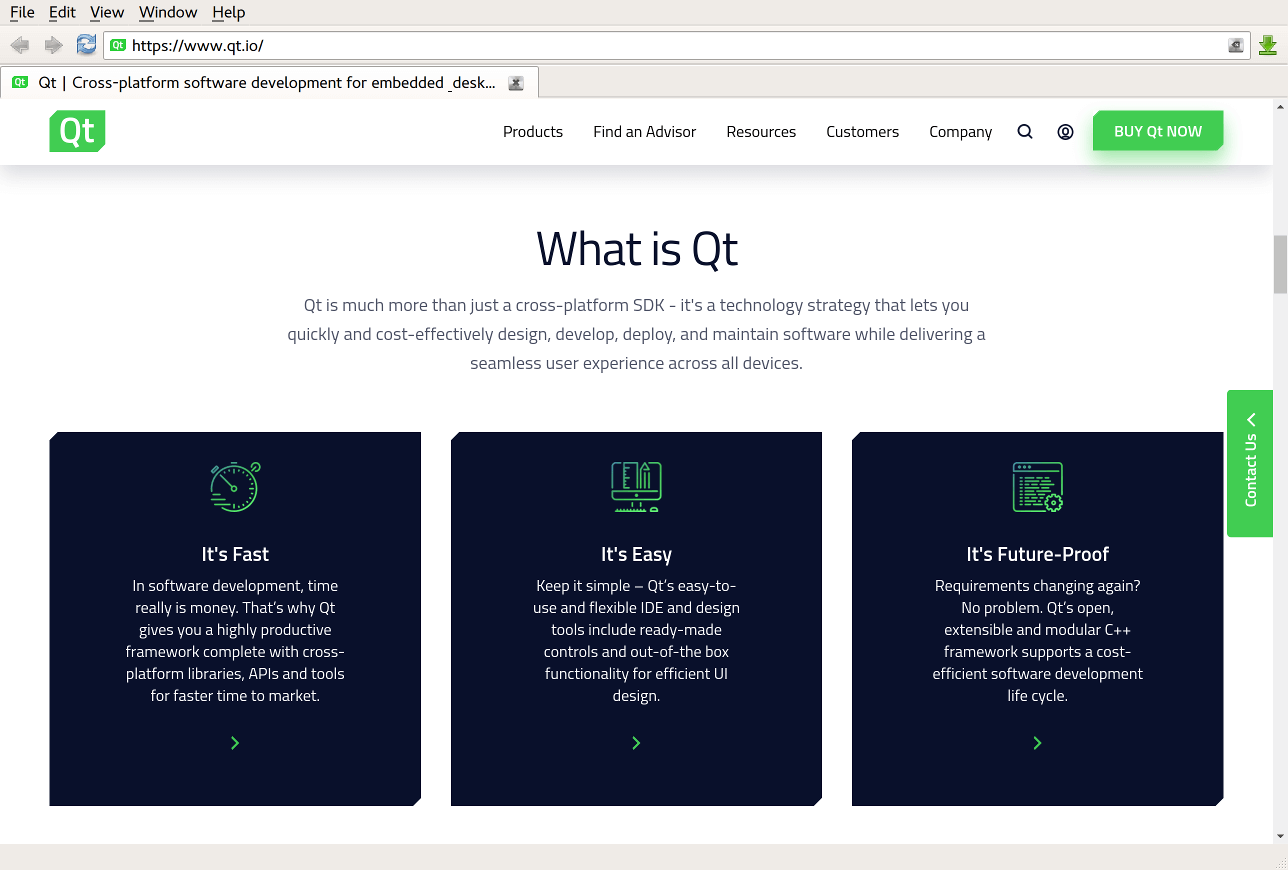 File Edit View Window Help
Qt https://www.qt.io/
Qt Qt | Cross-platform software development for embedded _desk...
Qt Products Find an Advisor Resources Customers Company BUY Qt NOW
What is Qt
Qt is much more than just a cross-platform SDK - it's a technology strategy that lets you
quickly and cost-effectively design, develop, deploy, and maintain software while delivering a
seamless user experience across all devices.
Contact Us
It's Fast
In software development, time
really is money. That’s why Qt
gives you a highly productive
framework complete with cross-
platform libraries, APIs and tools
for faster time to market.
It's Easy
Keep it simple – Qt’s easy-to-
use and flexible IDE and design
tools include ready-made
controls and out-of-the box
functionality for efficient UI
design.
It's Future-Proof
Requirements changing again?
No problem. Qt’s open,
extensible and modular C++
framework supports a cost-
efficient software development
life cycle.